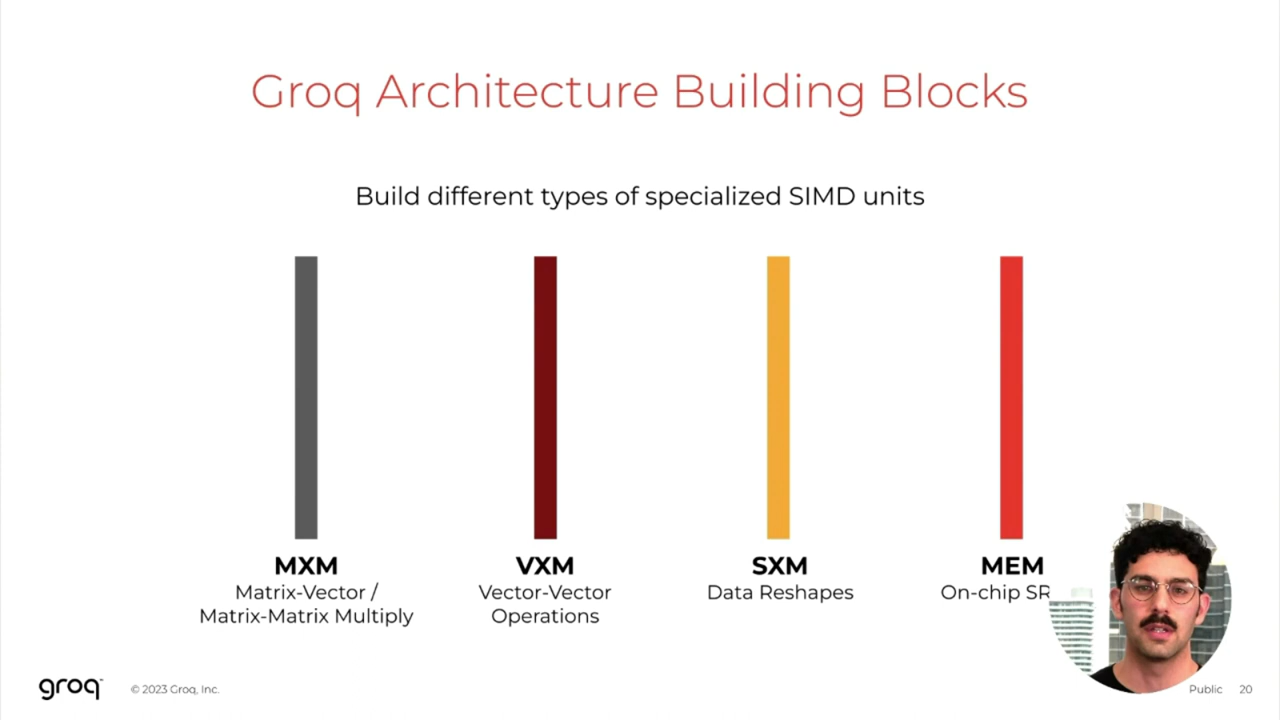 Groq Architecture Building Blocks
Build different types of specialized SIMD units
MXM
Matrix-Vector /
Matrix-Matrix Multiply
VXM
Vector-Vector
Operations
SXM
Data Reshapes
MEM
On-chip
groq™
© 2023 Groq, Inc.
Public
20